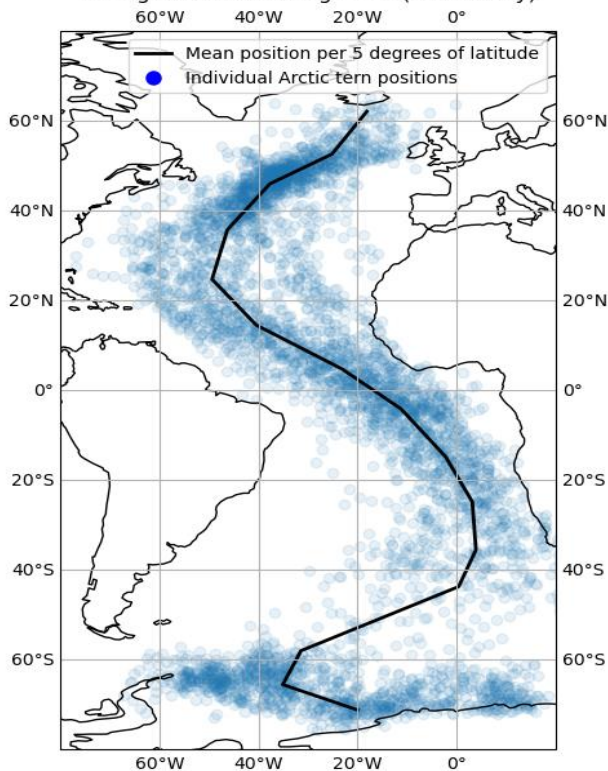 60°W 40°W 20°W 0°
Mean position per 5 degrees of latitude
Individual Arctic tern positions
60°N 60°N
40°N 40°N
20°N 20°N
0° 0°
20°S 20°S
40°S 40°S
60°S 60°S
60°W 40°W 20°W 0°